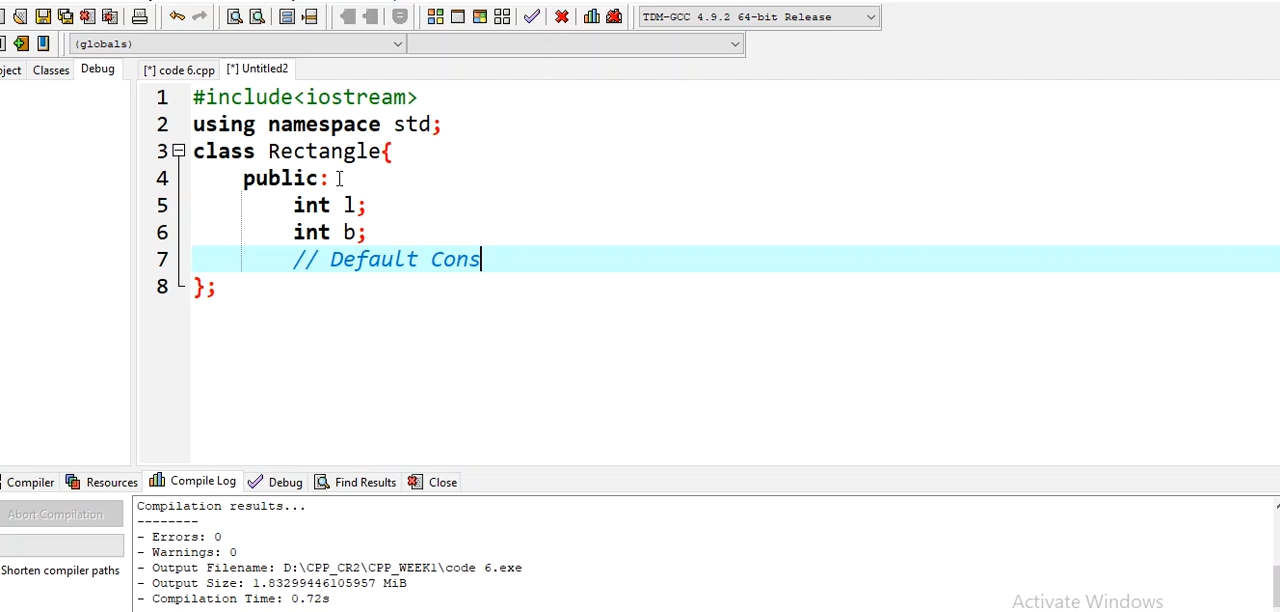 TDM-GCC 4.9.2 64-bit Release
(globals)
Classes Debug [*] code 6.cpp [*] Untitled2
1 #include<iostream>
2 using namespace std;
3 class Rectangle{
4 public:
5 int l;
6 int b;
7 // Default Cons
8 };
Compiler Resources Compile Log Debug Find Results Close
Abort Compilation
Shorten compiler paths
Compilation results...
--------
- Errors: 0
- Warnings: 0
- Output Filename: D:\CPP_CR2\CPP_WEEK1\code 6.exe
- Output Size: 1.83299446105957 MiB
- Compilation Time: 0.72s
Activate Windows